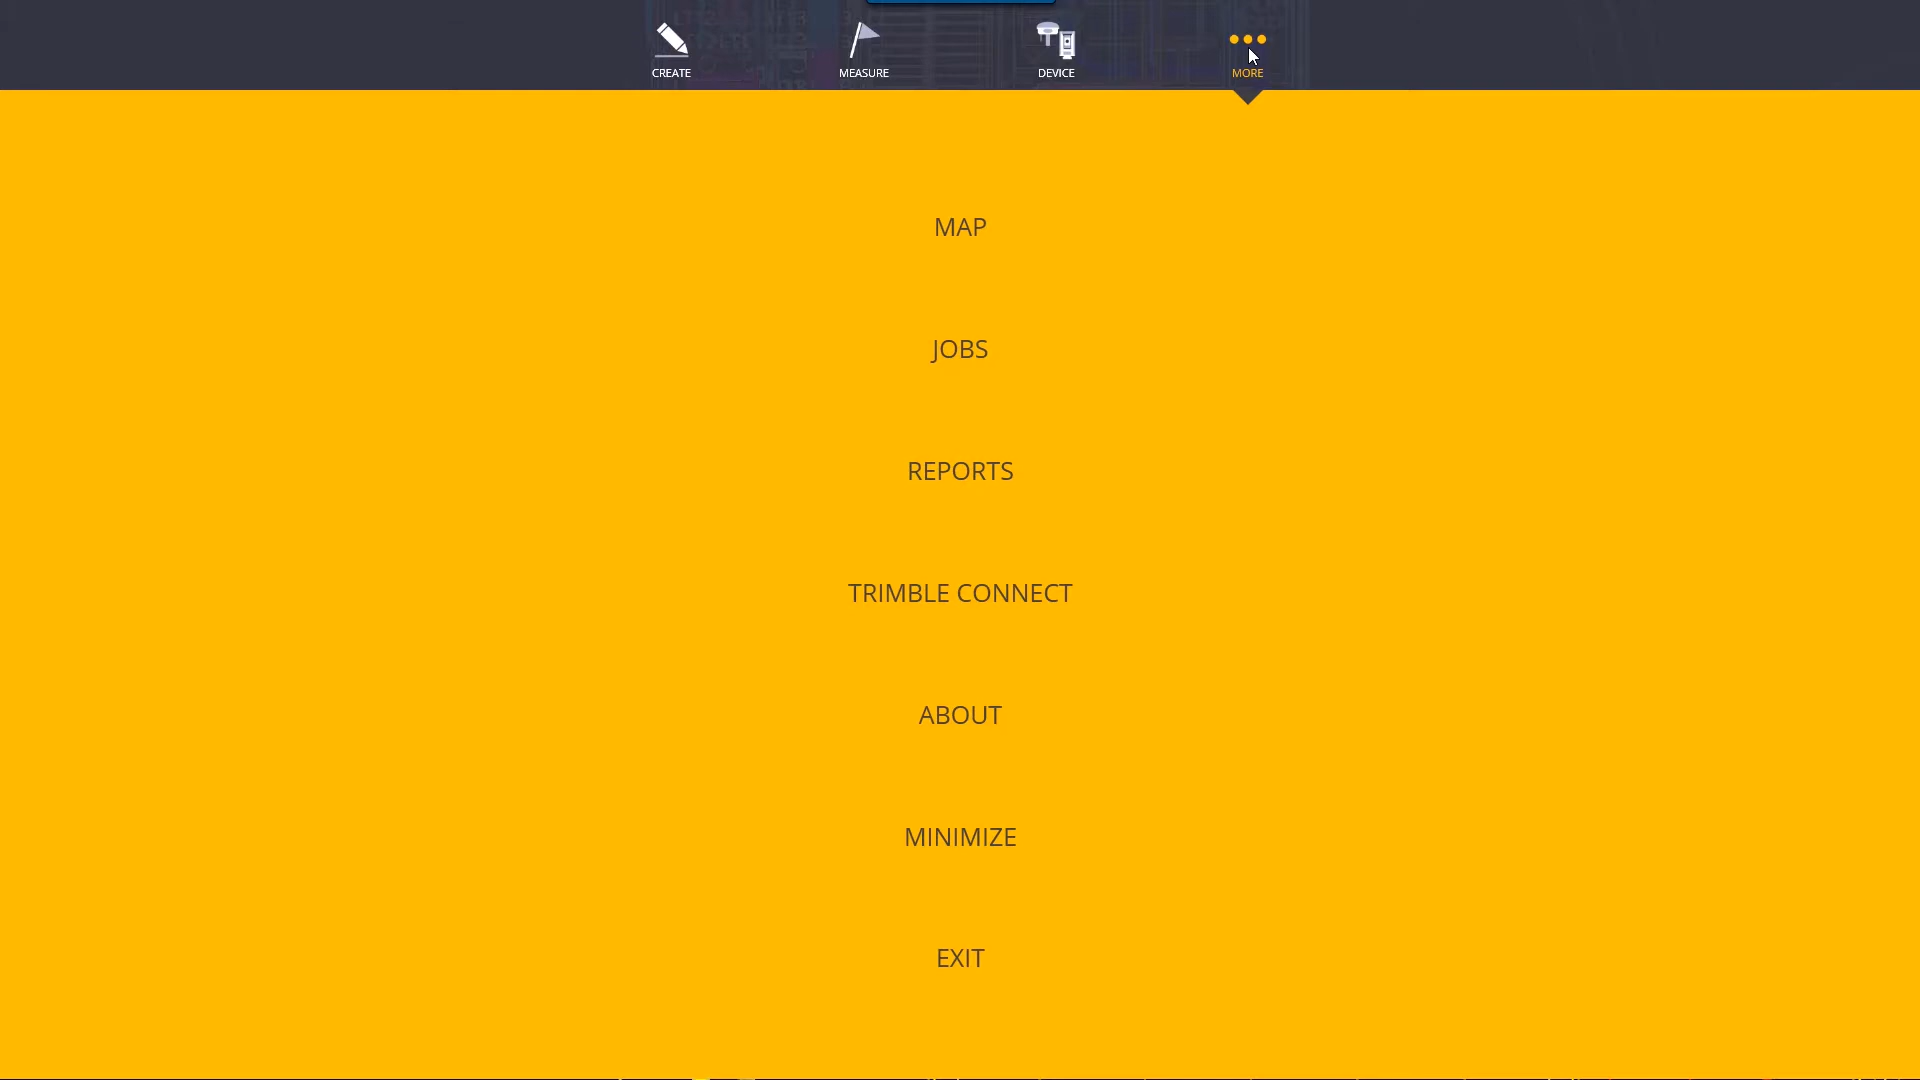 CREATE
MEASURE
DEVICE
MORE
MAP
JOBS
REPORTS
TRIMBLE CONNECT
ABOUT
MINIMIZE
EXIT